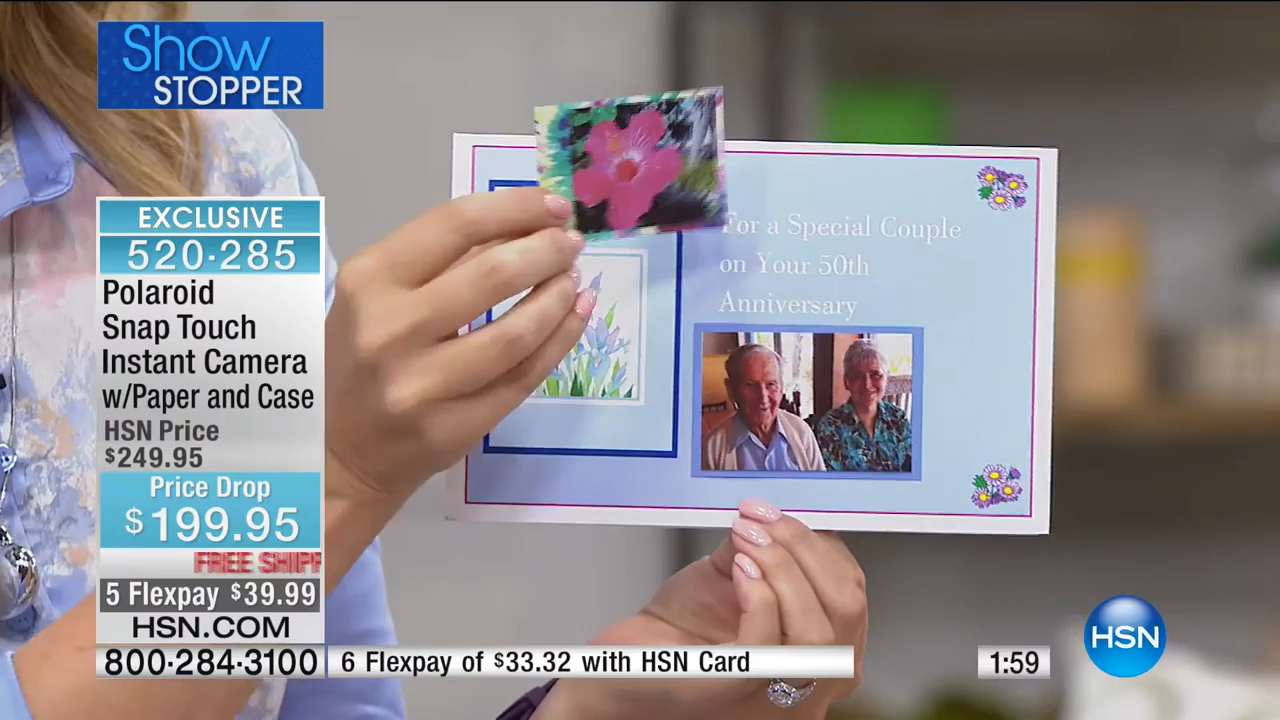 Show
STOPPER
EXCLUSIVE
520·285
Polaroid
Snap Touch
Instant Camera
w/Paper and Case
HSN Price
$249.95
Price Drop
$199.95
FREE SHIPP
5 Flexpay $39.99
HSN.COM
800·284·3100
6 Flexpay of $33.32 with HSN Card
1:59
HSN
For a Special Couple
on Your 50th
Anniversary